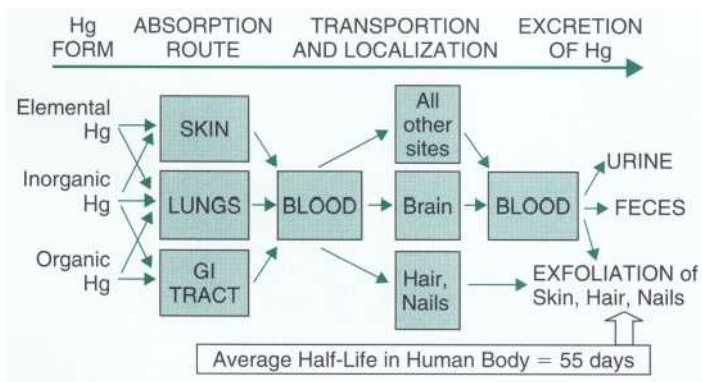 Hg FORM
ABSORPTION ROUTE
TRANSPORTION AND LOCALIZATION
EXCRETION OF Hg
Elemental Hg
Inorganic Hg
Organic Hg
SKIN
LUNGS
GI TRACT
BLOOD
All other sites
Brain
Hair, Nails
BLOOD
URINE
FECES
EXFOLIATION of Skin, Hair, Nails
Average Half-Life in Human Body = 55 days